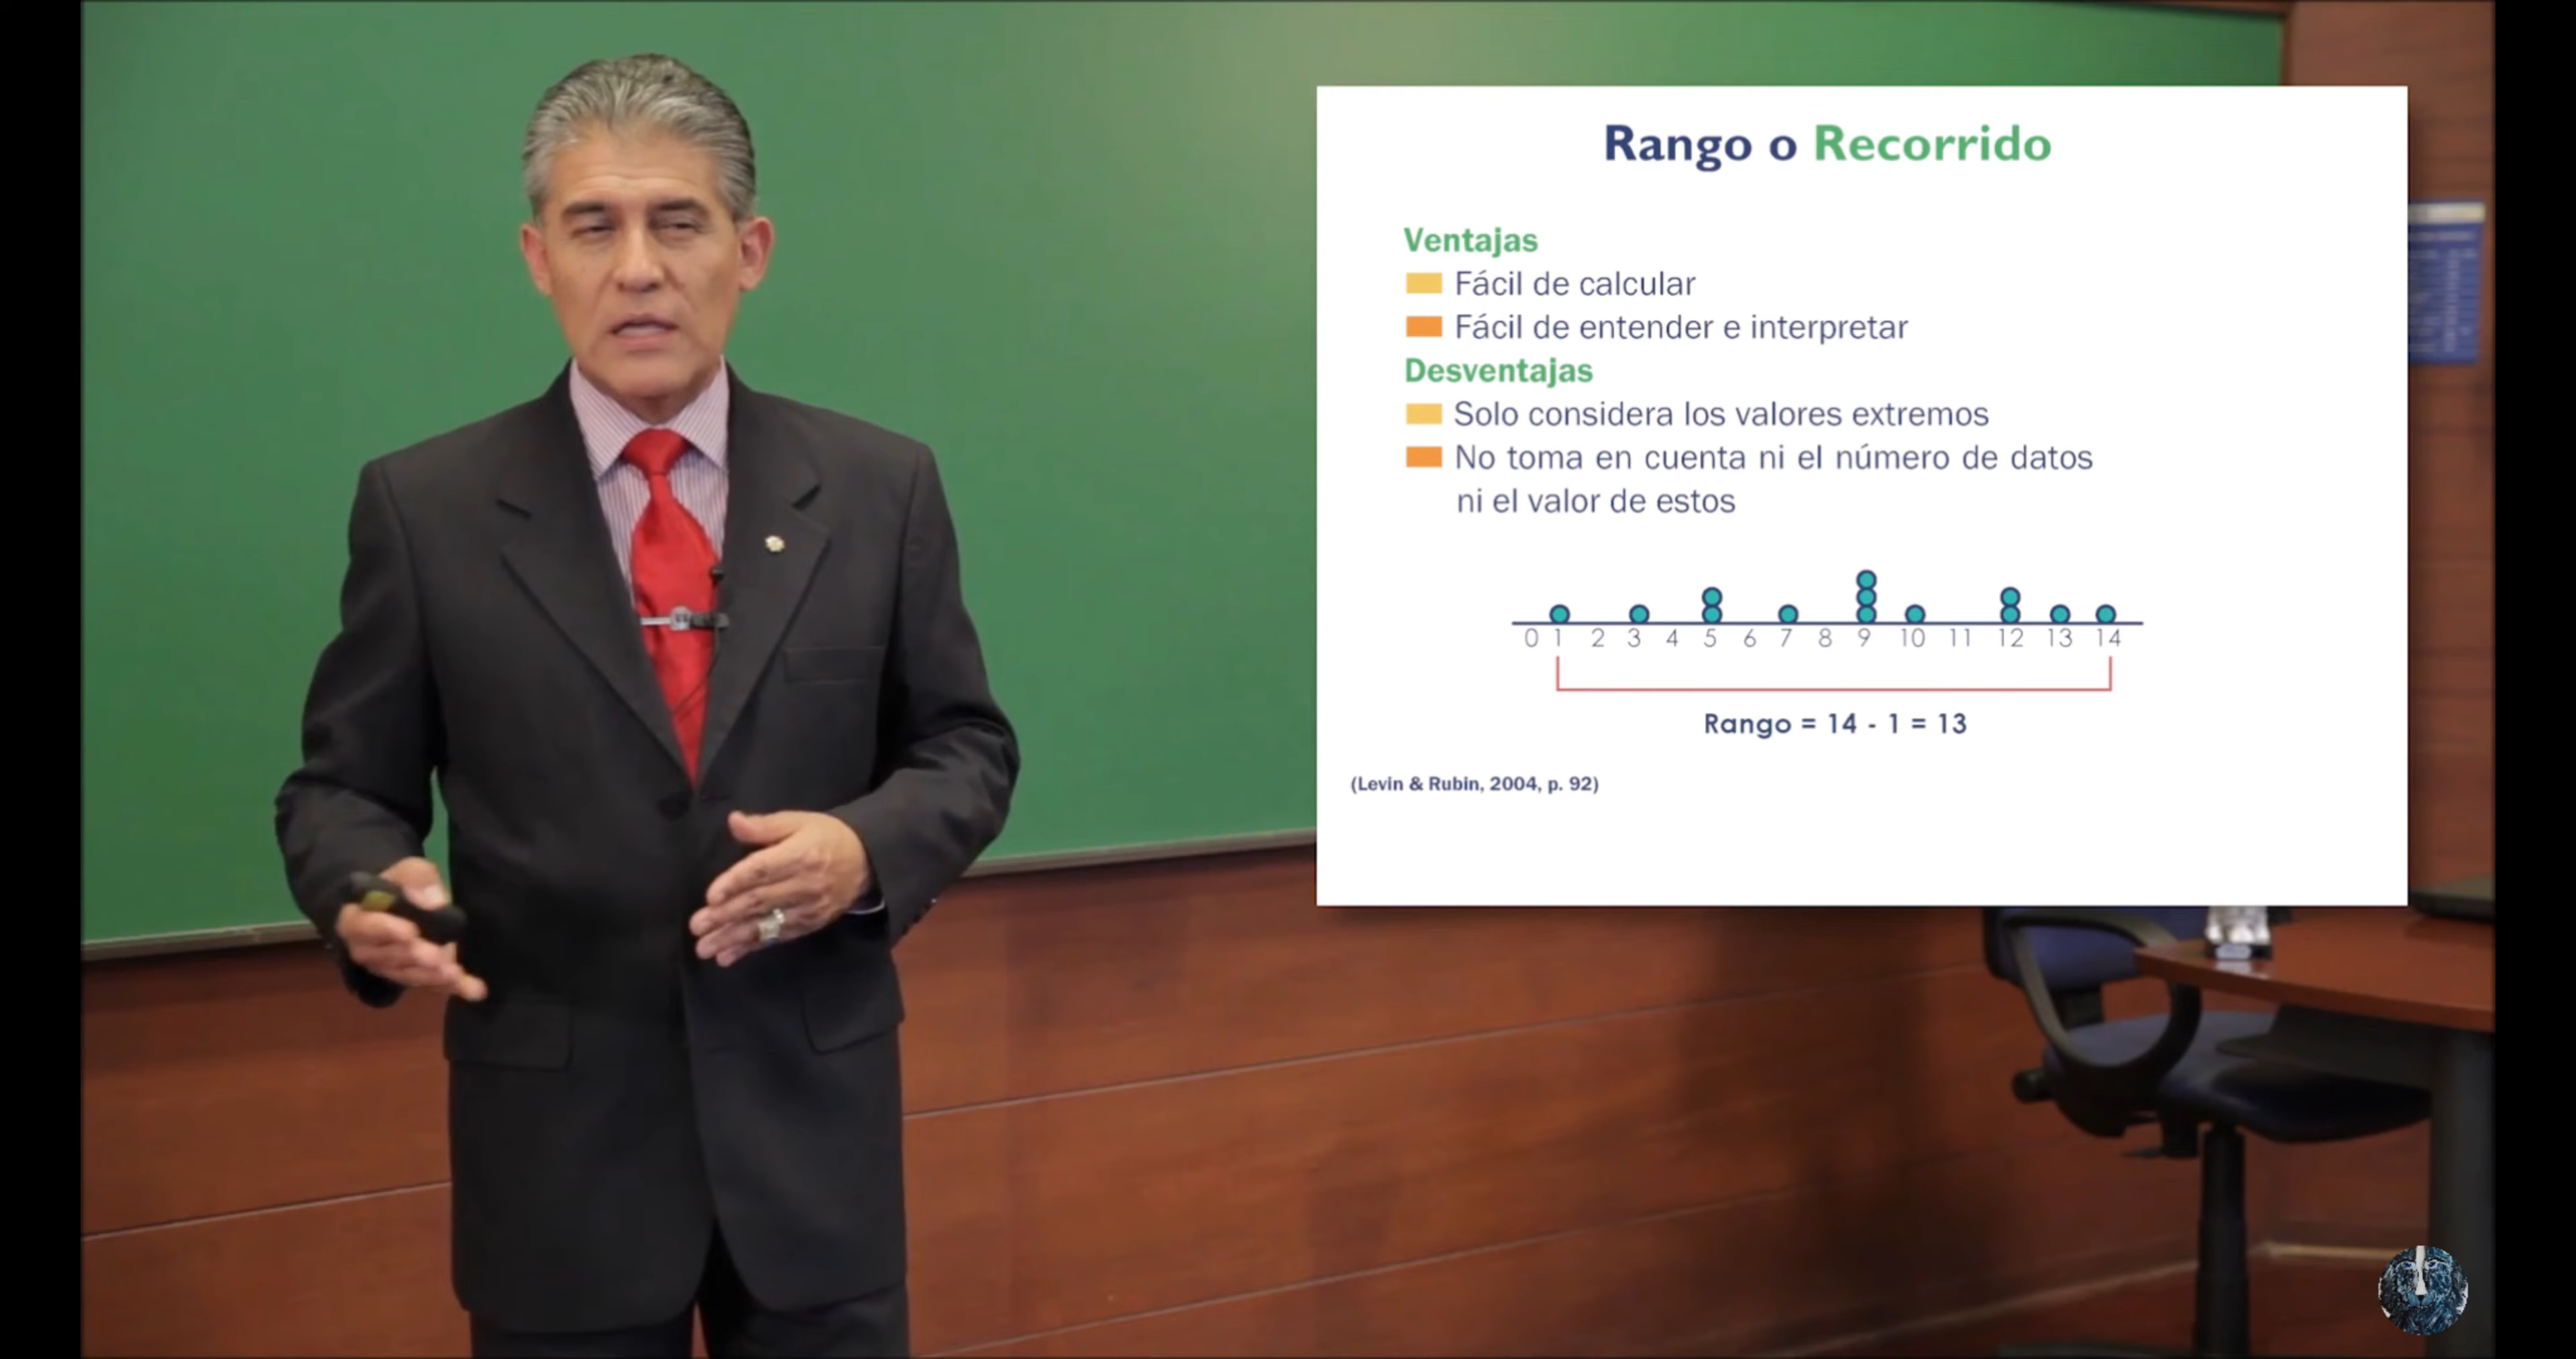 Rango o Recorrido
Ventajas
Fácil de calcular
Fácil de entender e interpretar
Desventajas
Solo considera los valores extremos
No toma en cuenta ni el número de datos
ni el valor de estos
0 1 2 3 4 5 6 7 8 9 10 11 12 13 14
Rango = 14 - 1 = 13
(Levin & Rubin, 2004, p. 92)